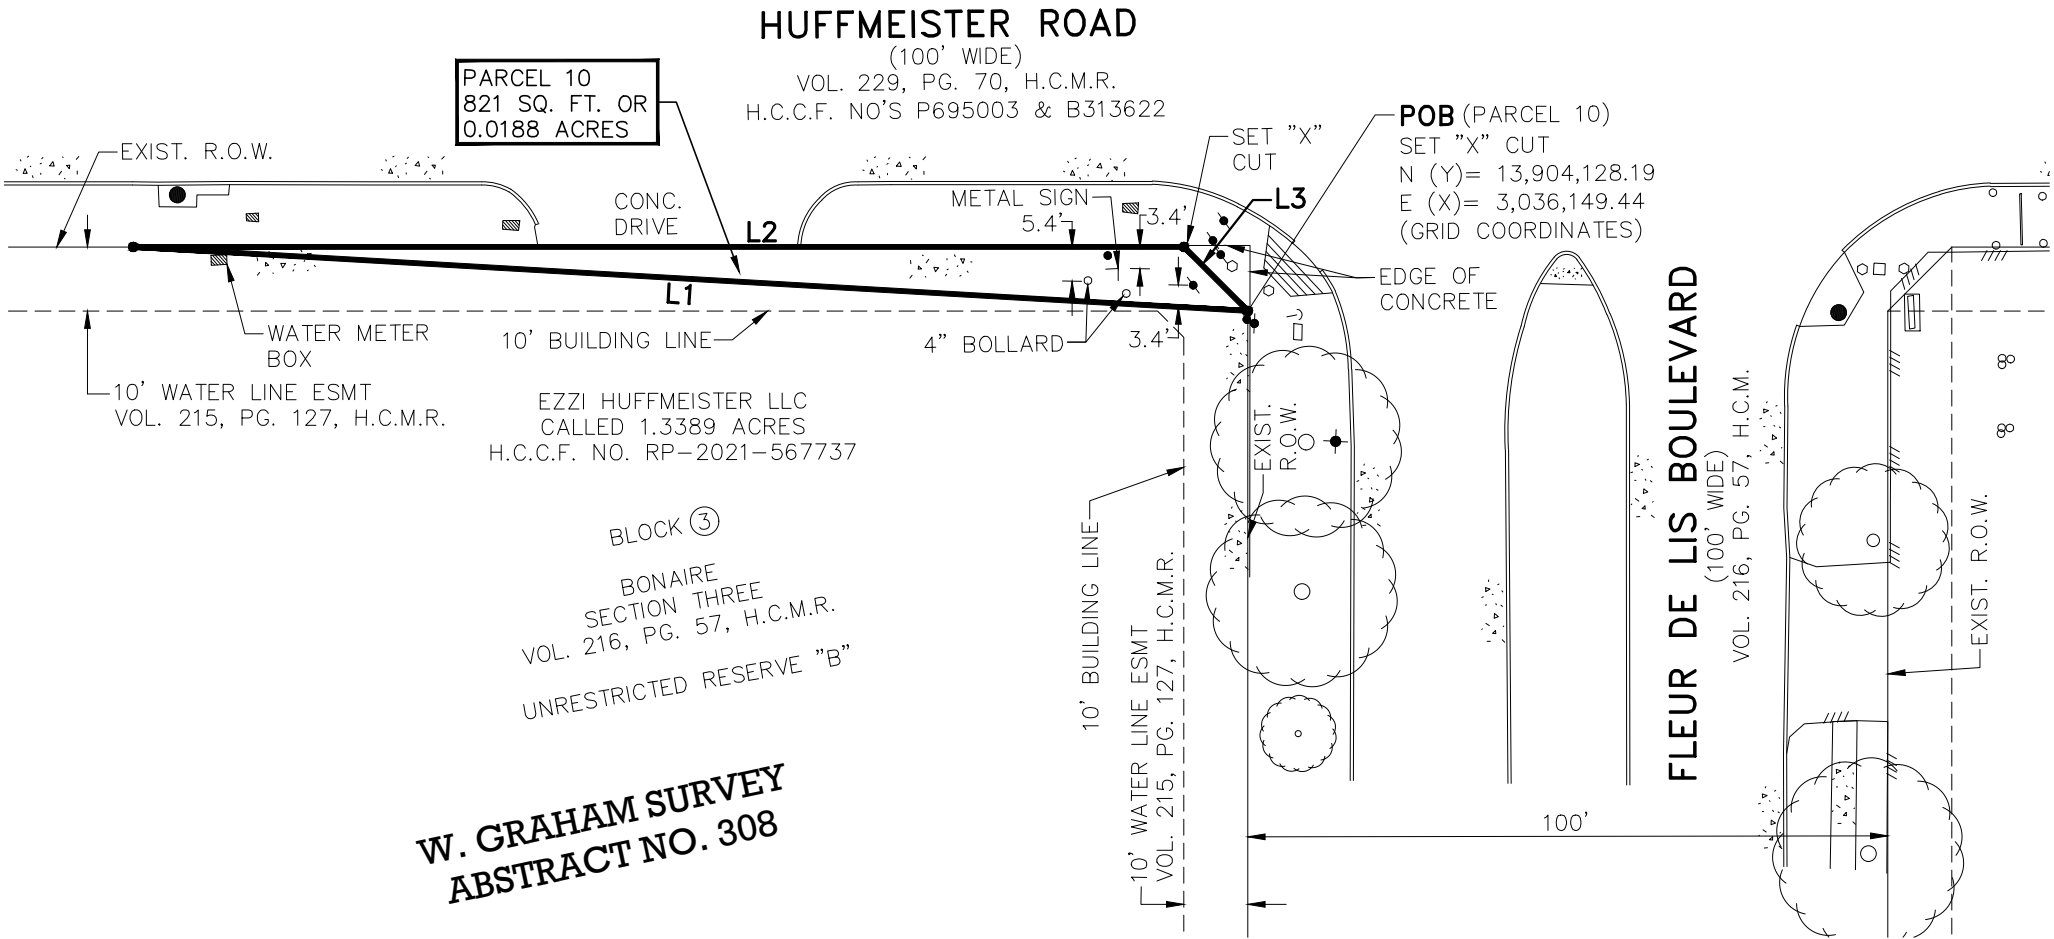 HUFFMEISTER ROAD
(100' WIDE)
VOL. 229, PG. 70, H.C.M.R.
H.C.C.F. NO'S P695003 & B313622
PARCEL 10
821 SQ. FT. OR
0.0188 ACRES
POB (PARCEL 10)
SET "X" CUT
N (Y)= 13,904,128.19
E (X)= 3,036,149.44
(GRID COORDINATES)
SET "X"
CUT
EXIST. R.O.W.
CONC.
DRIVE
METAL SIGN
5.4'
3.4'
L3
L2
L1
EDGE OF
CONCRETE
WATER METER
BOX
10' BUILDING LINE
4" BOLLARD
3.4'
10' WATER LINE ESMT
VOL. 215, PG. 127, H.C.M.R.
EZZI HUFFMEISTER LLC
CALLED 1.3389 ACRES
H.C.C.F. NO. RP-2021-567737
BLOCK 3
BONAIRE
SECTION THREE
VOL. 216, PG. 57, H.C.M.R.
UNRESTRICTED RESERVE "B"
W. GRAHAM SURVEY
ABSTRACT NO. 308
10' BUILDING LINE
10' WATER LINE ESMT
VOL. 215, PG. 127, H.C.M.R.
EXIST.
R.O.W.
FLEUR DE LIS BOULEVARD
(100' WIDE)
VOL. 216, PG. 57, H.C.M.
EXIST. R.O.W.
100'